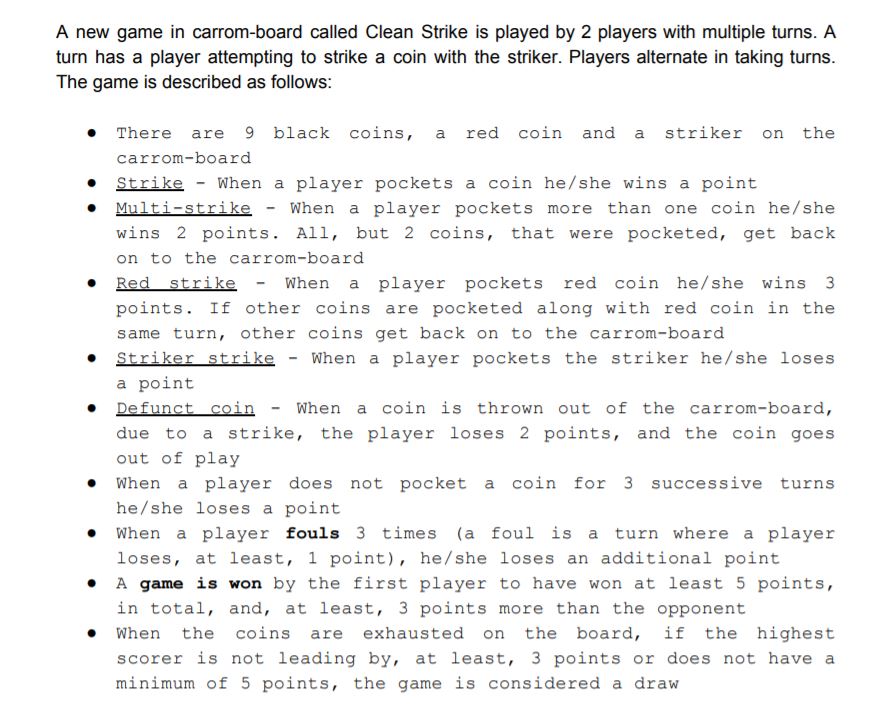 A new game in carrom-board called Clean Strike is played by 2 players with multiple turns. A
turn has a player attempting to strike a coin with the striker. Players alternate in taking turns.
The game is described as follows:
● There are 9 black coins, a red coin and a striker on the
carrom-board
● Strike - When a player pockets a coin he/she wins a point
● Multi-strike - When a player pockets more than one coin he/she
wins 2 points. All, but 2 coins, that were pocketed, get back
on to the carrom-board
● Red strike - When a player pockets red coin he/she wins 3
points. If other coins are pocketed along with red coin in the
same turn, other coins get back on to the carrom-board
● Striker strike - When a player pockets the striker he/she loses
a point
● Defunct coin - When a coin is thrown out of the carrom-board,
due to a strike, the player loses 2 points, and the coin goes
out of play
● When a player does not pocket a coin for 3 successive turns
he/she loses a point
● When a player fouls 3 times (a foul is a turn where a player
loses, at least, 1 point), he/she loses an additional point
● A game is won by the first player to have won at least 5 points,
in total, and, at least, 3 points more than the opponent
● When the coins are exhausted on the board, if the highest
scorer is not leading by, at least, 3 points or does not have a
minimum of 5 points, the game is considered a draw